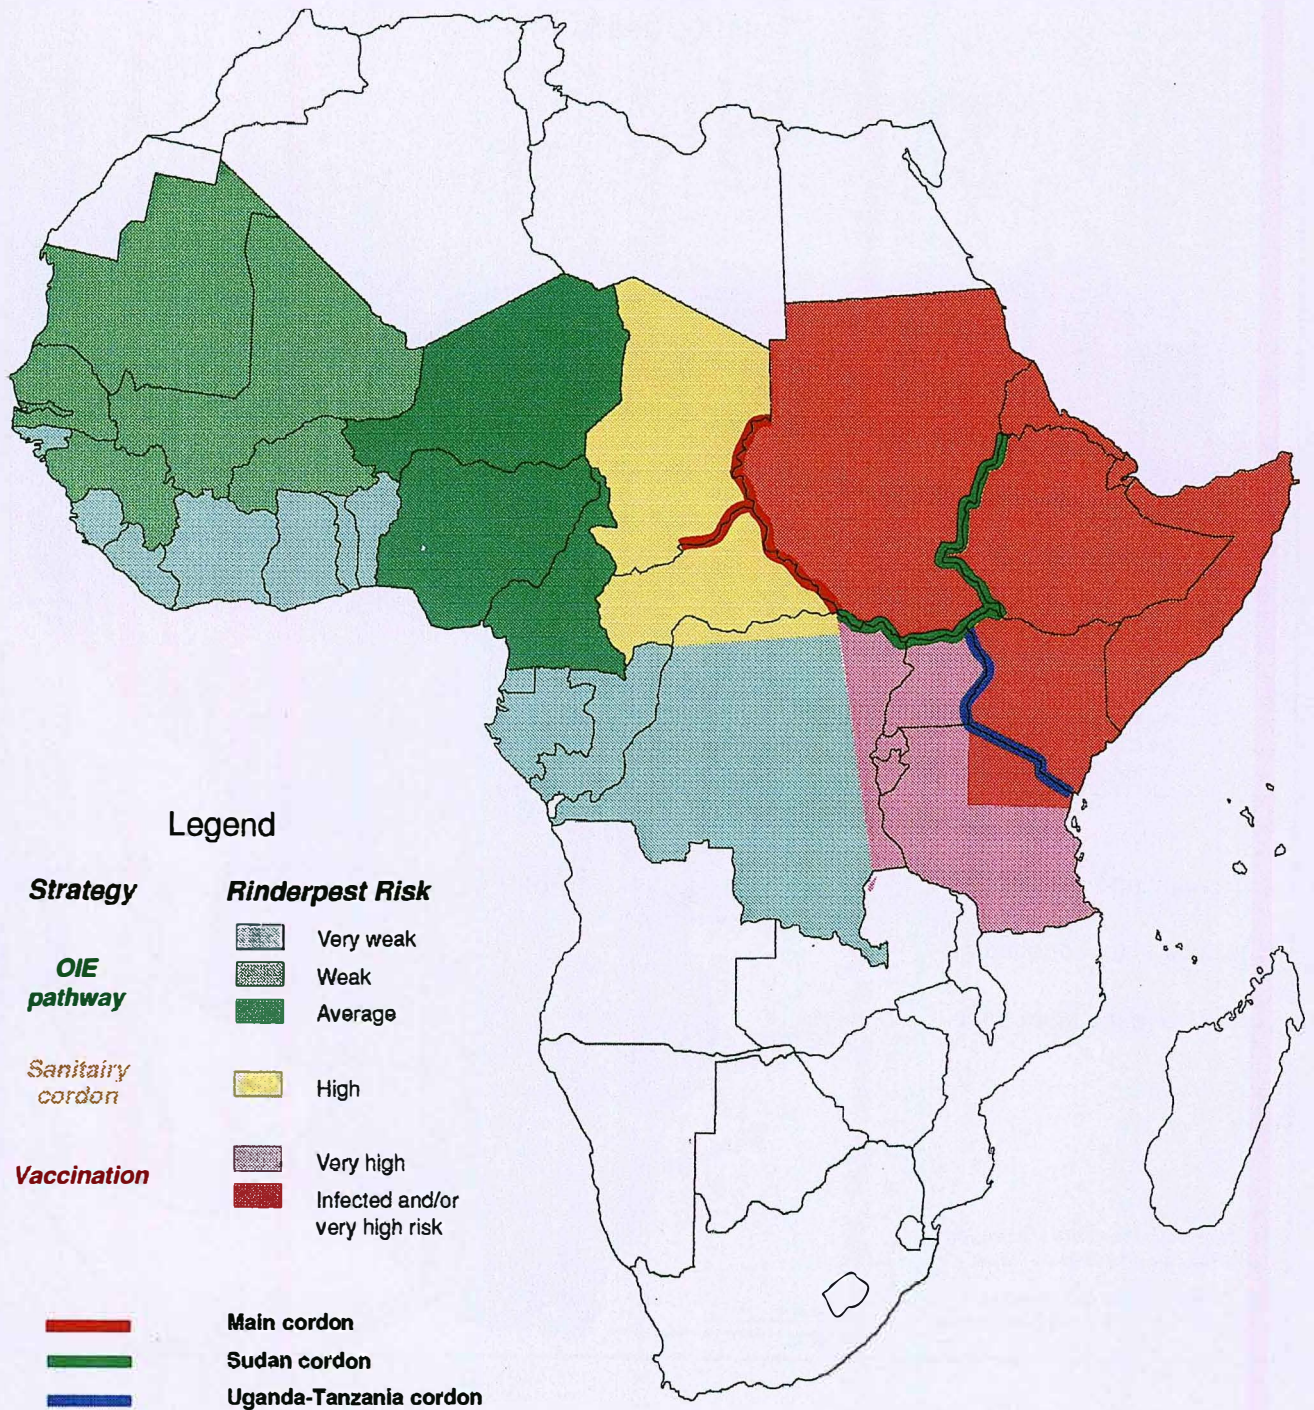 Legend
Strategy
Rinderpest Risk
Very weak
OIE
pathway
Weak
Average
Sanitairy
cordon
High
Vaccination
Very high
Infected and/or
very high risk
Main cordon
Sudan cordon
Uganda-Tanzania cordon